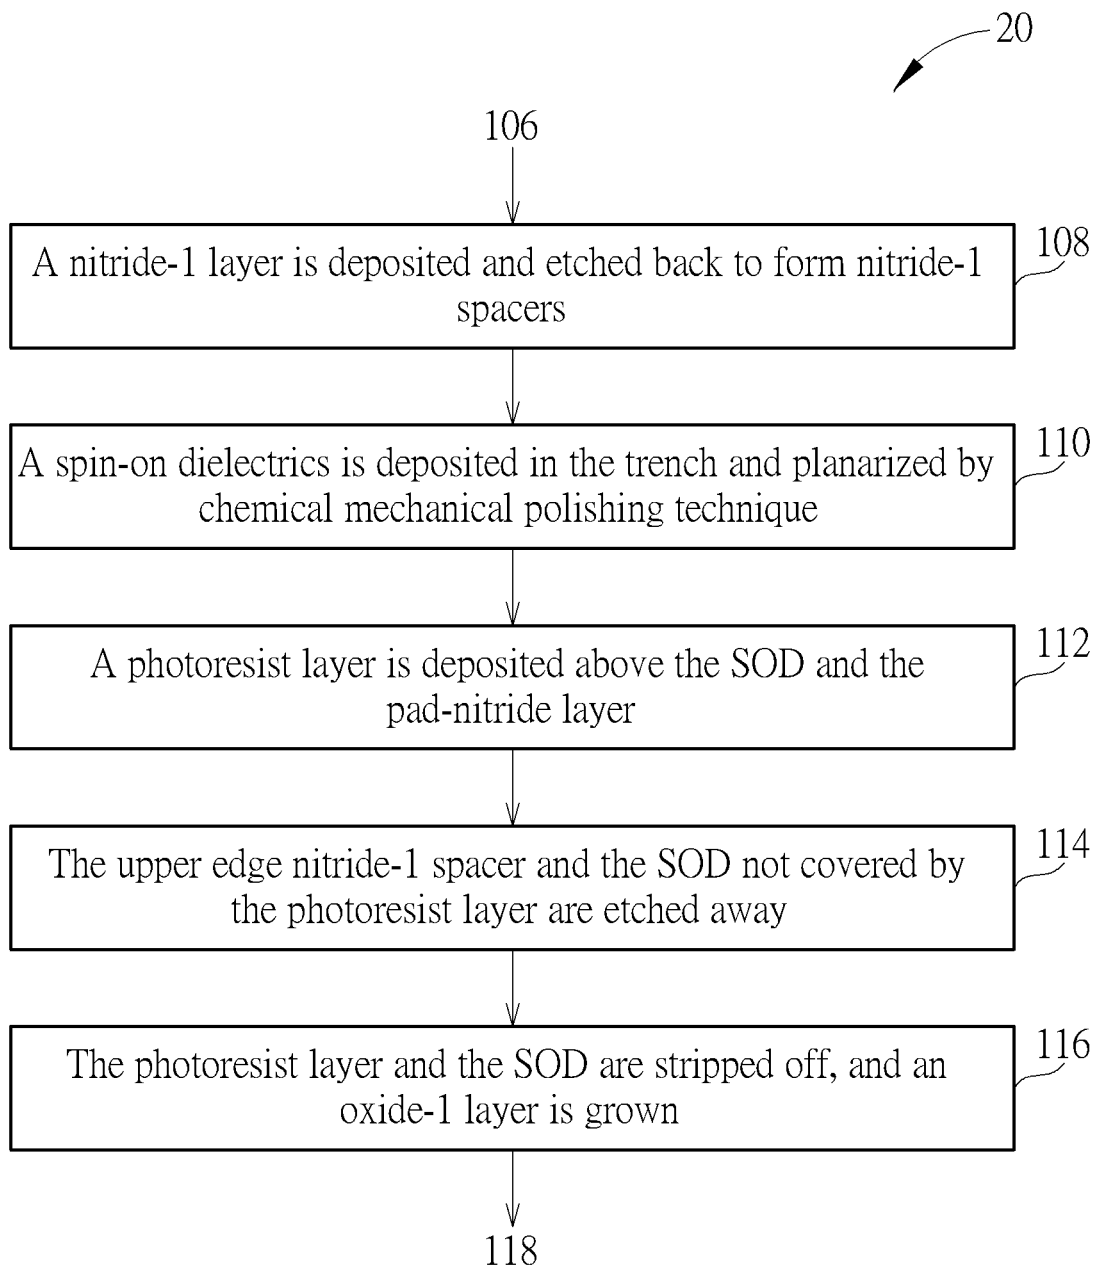 20
106
A nitride-1 layer is deposited and etched back to form nitride-1
spacers
108
A spin-on dielectrics is deposited in the trench and planarized by
chemical mechanical polishing technique
110
A photoresist layer is deposited above the SOD and the
pad-nitride layer
112
The upper edge nitride-1 spacer and the SOD not covered by
the photoresist layer are etched away
114
The photoresist layer and the SOD are stripped off, and an
oxide-1 layer is grown
116
118